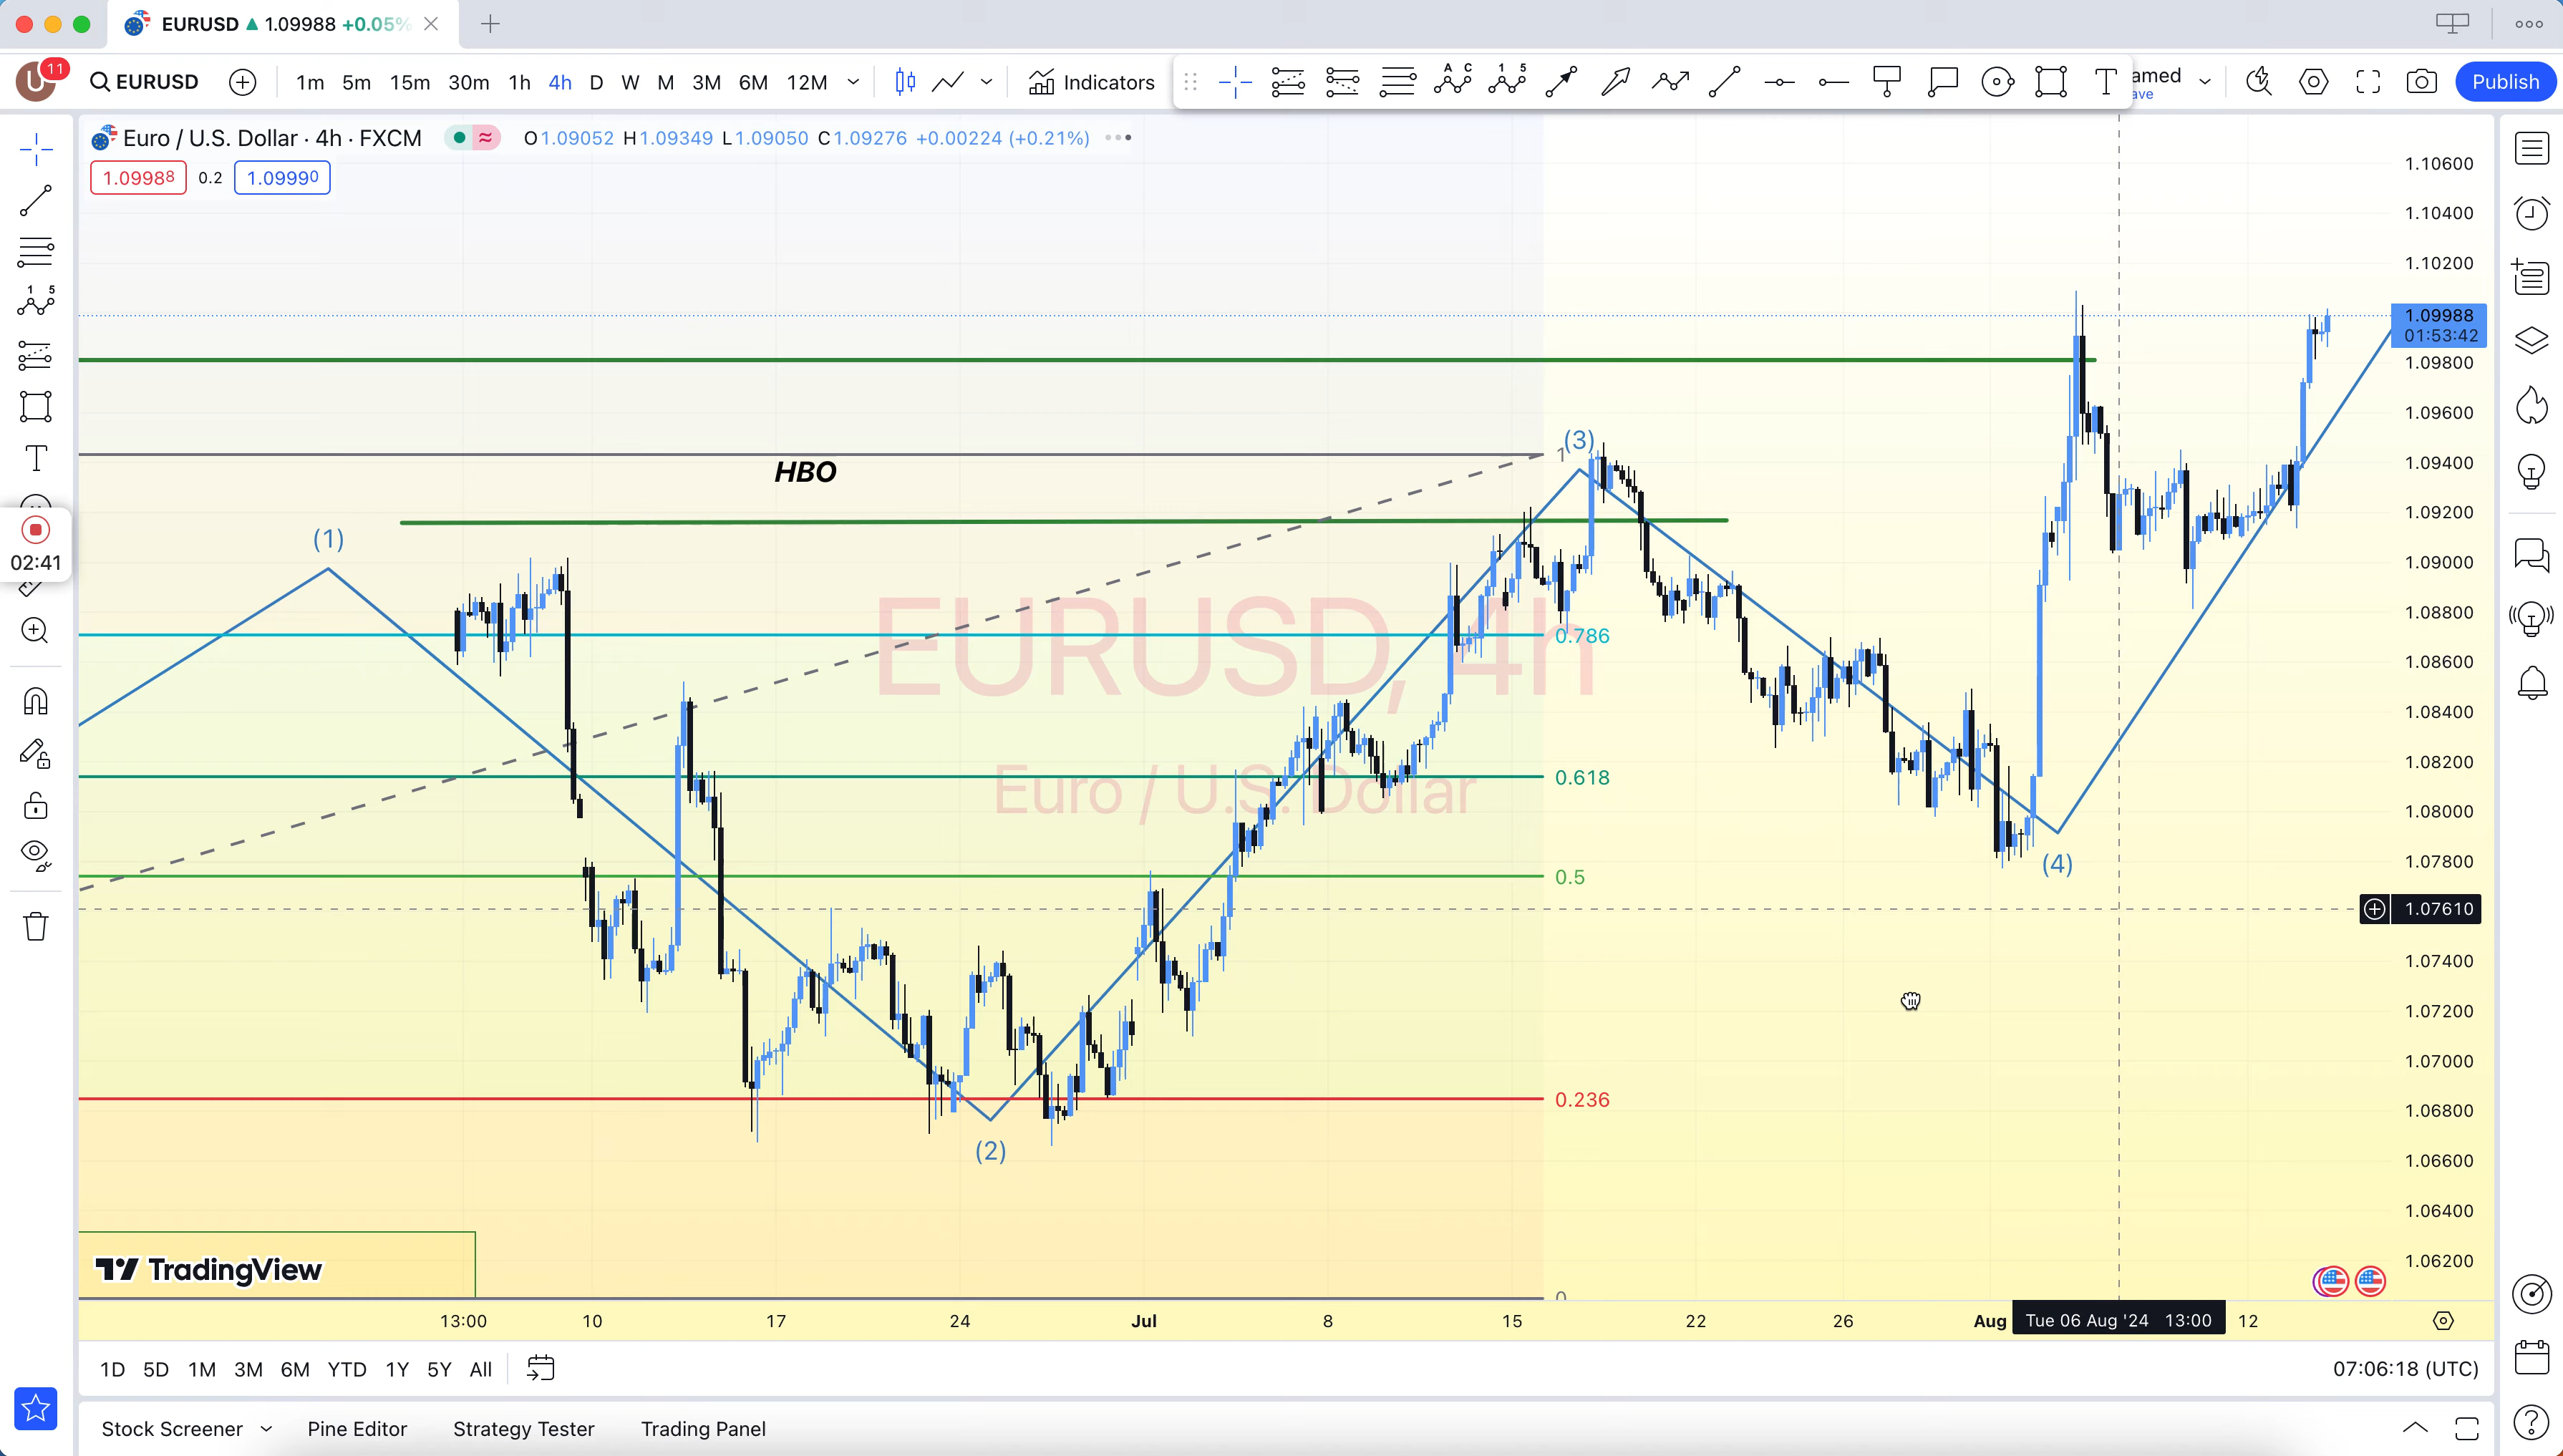 EURUSD ▲ 1.09988 +0.05%
U 11 EURUSD 1m 5m 15m 30m 1h 4h D W M 3M 6M 12M Indicators A C 1 5 T amed Publish
ave
Euro / U.S. Dollar · 4h · FXCM O1.09052 H1.09349 L1.09050 C1.09276 +0.00224 (+0.21%)
1.09988 0.2 1.09990
1.10600
1.10400
1.10200
1.09988
01:53:42
1.09800
1.09600
1 5
(3)
1
1.09400
HBO
T
1.09200
(1)
02:41
1.09000
1.08800
0.786
EURUSD, 4h
1.08600
1.08400
1.08200
0.618
Euro / U.S. Dollar
1.08000
1.07800
(4)
0.5
1.07610
1.07400
1.07200
1.07000
0.236
1.06800
(2)
1.06600
1.06400
TradingView
1.06200
0
13:00 10 17 24 Jul 8 15 22 26 Aug Tue 06 Aug '24 13:00 12
1D 5D 1M 3M 6M YTD 1Y 5Y All 07:06:18 (UTC)
Stock Screener Pine Editor Strategy Tester Trading Panel